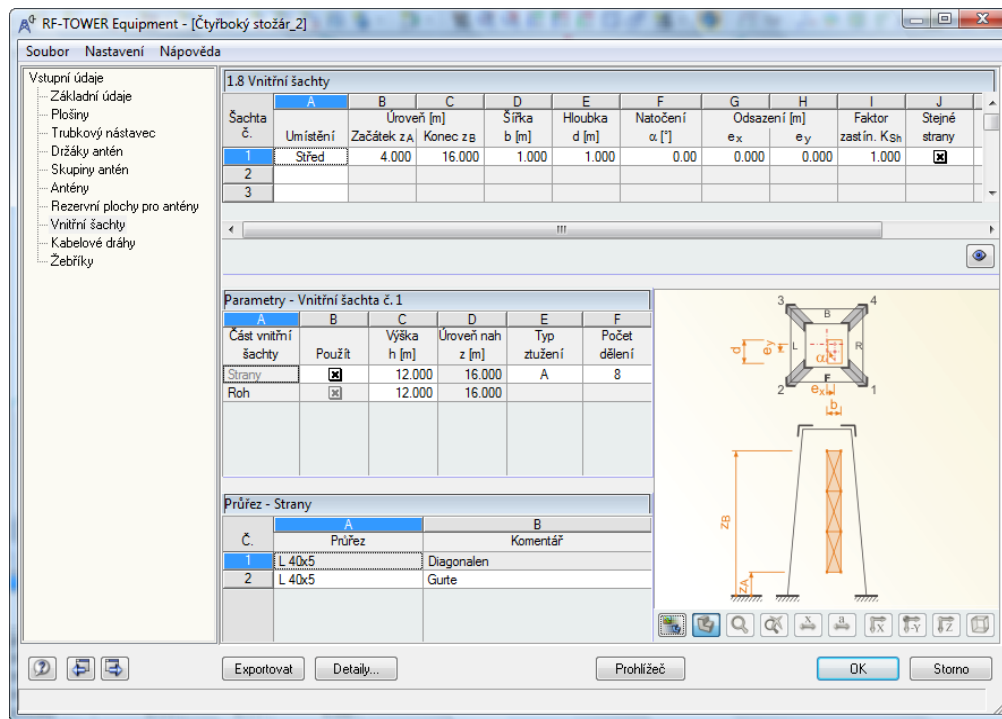 RF-TOWER Equipment - [Čtyřboký stožár_2]
Soubor Nastavení Nápověda
Vstupní údaje
Základní údaje
Plošiny
Trubkový nástavec
Držáky antén
Skupiny antén
Antény
Rezervní plochy pro antény
Vnitřní šachty
Kabelové dráhy
Žebříky
1.8 Vnitřní šachty
A B C D E F G H I J
Šachta Úroveň [m] Šířka Hloubka Natočení Odsazení [m] Faktor Stejné
č. Umístění Začátek zA Konec zB b [m] d [m] α [°] ex ey zastín. KSh strany
1 Střed 4.000 16.000 1.000 1.000 0.00 0.000 0.000 1.000
2
3
Parametry - Vnitřní šachta č. 1
A B C D E F
Část vnitřní Výška Úroveň nah Typ Počet
šachty Použít h [m] z [m] ztužení dělení
Strany 12.000 16.000 A 8
Roh 12.000 16.000
Průřez - Strany
A B
Č. Průřez Komentář
1 L 40x5 Diagonalen
2 L 40x5 Gurte
3 4
B
d ey L R
α
F
2 ex 1
b
zB
zA
x a X -Y Z
Exportovat Detaily... Prohlížeč OK Storno